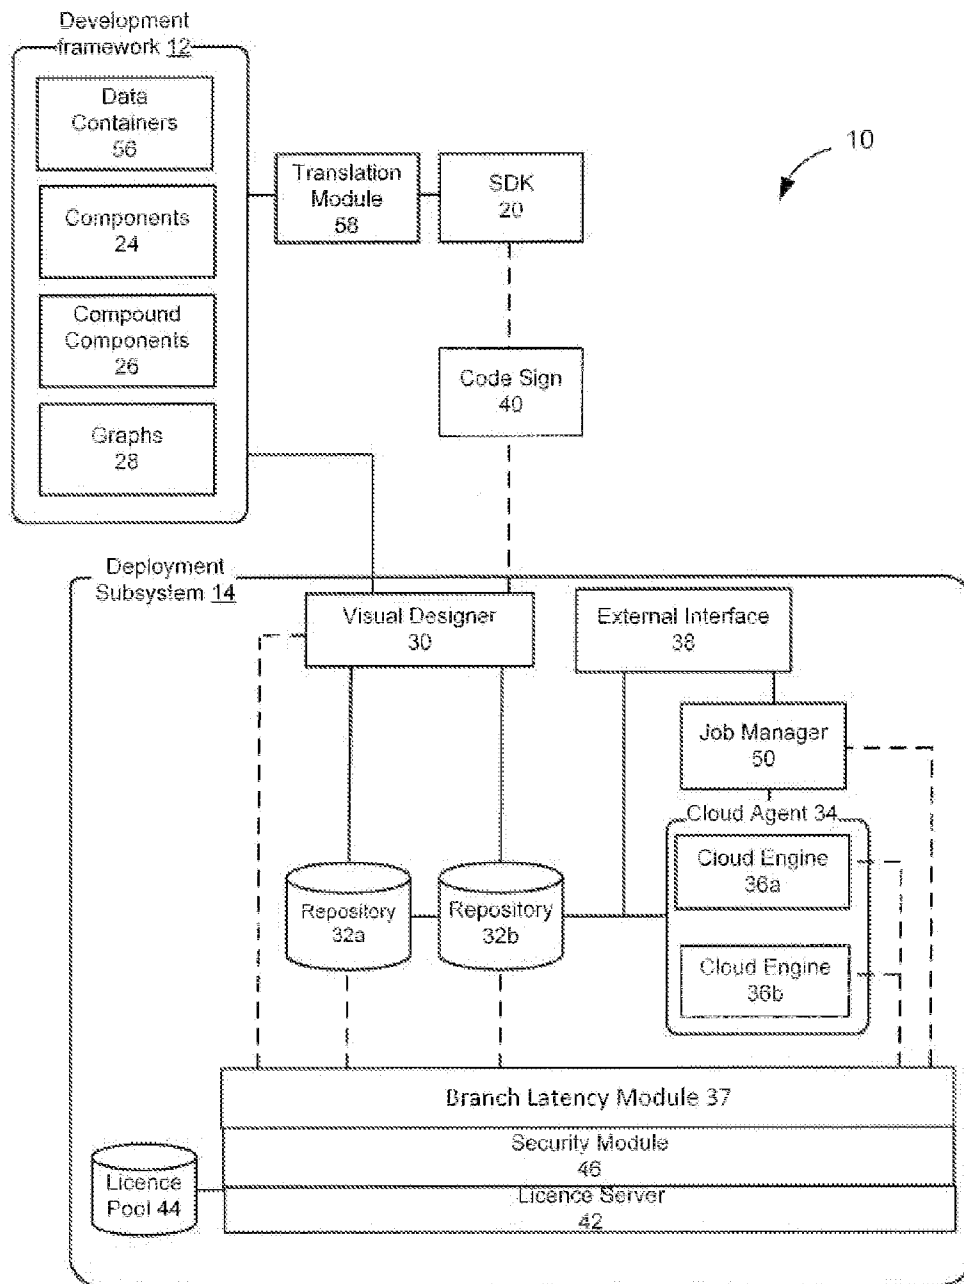 Development
framework 12
Data
Containers
56
Components
24
Compound
Components
26
Graphs
28
Translation
Module
58
SDK
20
10
Code Sign
40
Deployment
Subsystem 14
Visual Designer
30
External Interface
38
Job Manager
50
Cloud Agent 34
Cloud Engine
36a
Cloud Engine
36b
Repository
32a
Repository
32b
Branch Latency Module 37
Security Module
46
Licence Server
42
Licence
Pool 44